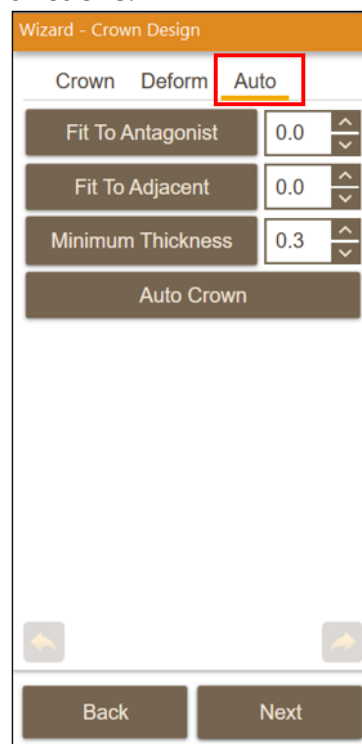 Wizard - Crown Design
Crown Deform Auto
Fit To Antagonist 0.0
Fit To Adjacent 0.0
Minimum Thickness 0.3
Auto Crown
Back Next